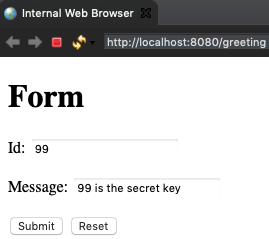 Internal Web Browser
http://localhost:8080/greeting
Form
Id: 99
Message: 99 is the secret key
Submit Reset